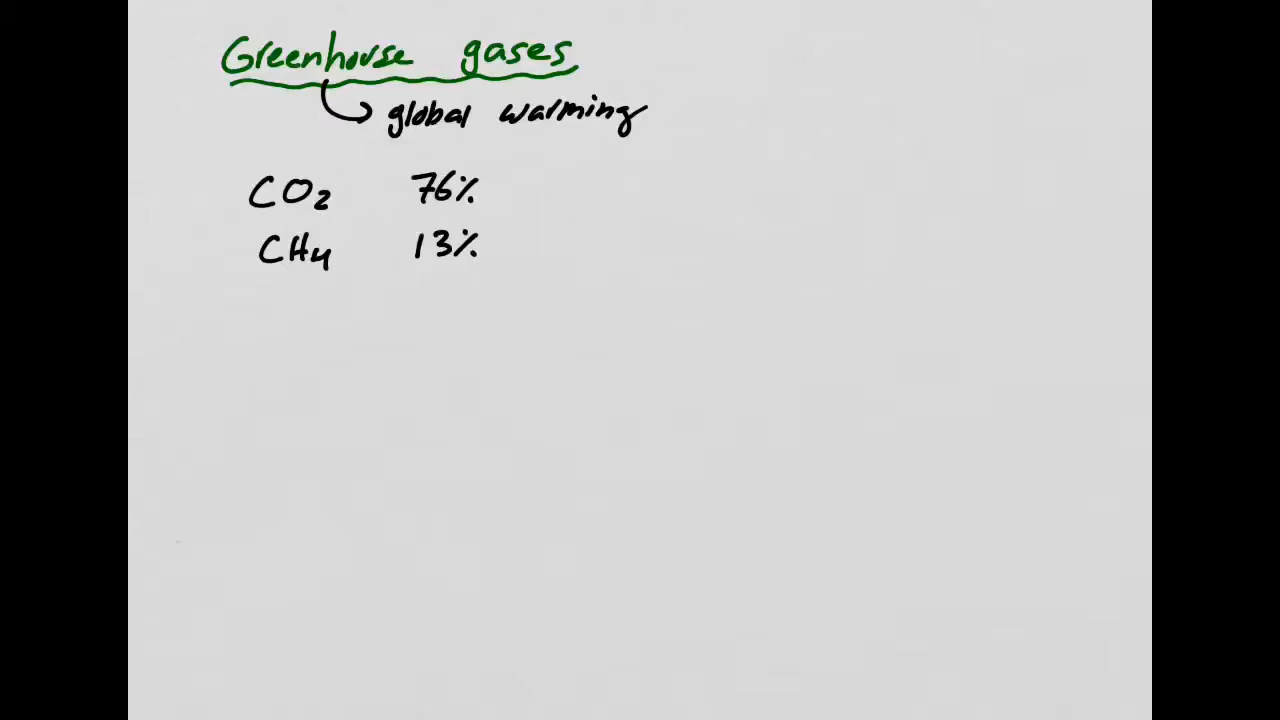 Greenhouse gases
global warming
CO₂ 76%
CH₄ 13%